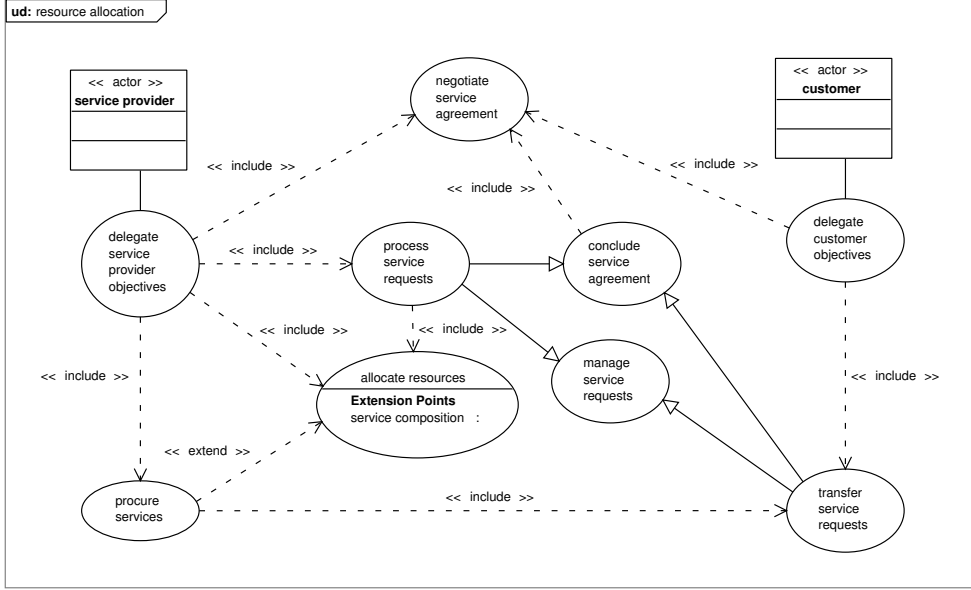 ud: resource allocation
<< actor >>
service provider
<< actor >>
customer
negotiate
service
agreement
<< include >>
<< include >>
<< include >>
delegate
service
provider
objectives
<< include >>
process
service
requests
conclude
service
agreement
delegate
customer
objectives
<< include >>
<< include >>
<< include >>
<< include >>
allocate resources
Extension Points
service composition :
manage
service
requests
<< extend >>
procure
services
<< include >>
transfer
service
requests